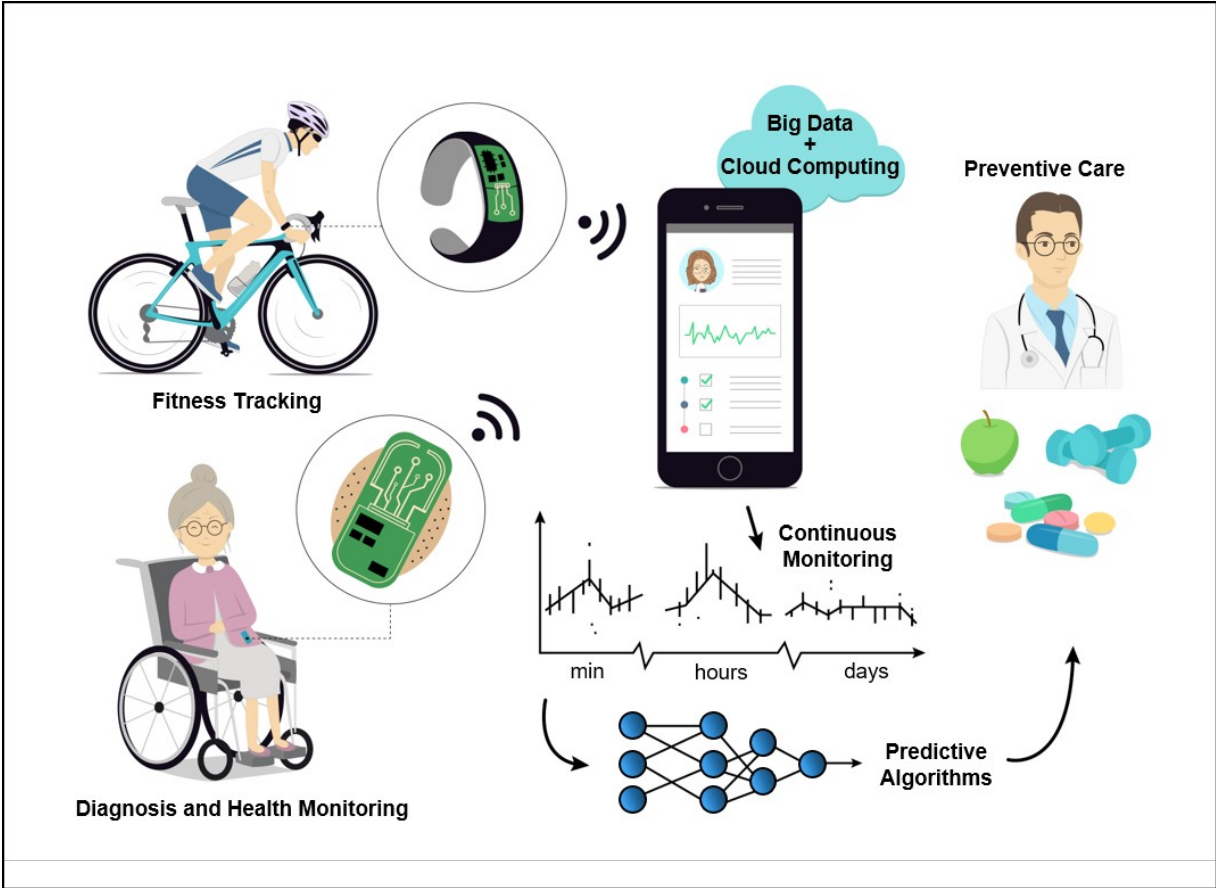 Big Data
+
Cloud Computing
Preventive Care
Fitness Tracking
Continuous
Monitoring
min
hours
days
Predictive
Algorithms
Diagnosis and Health Monitoring